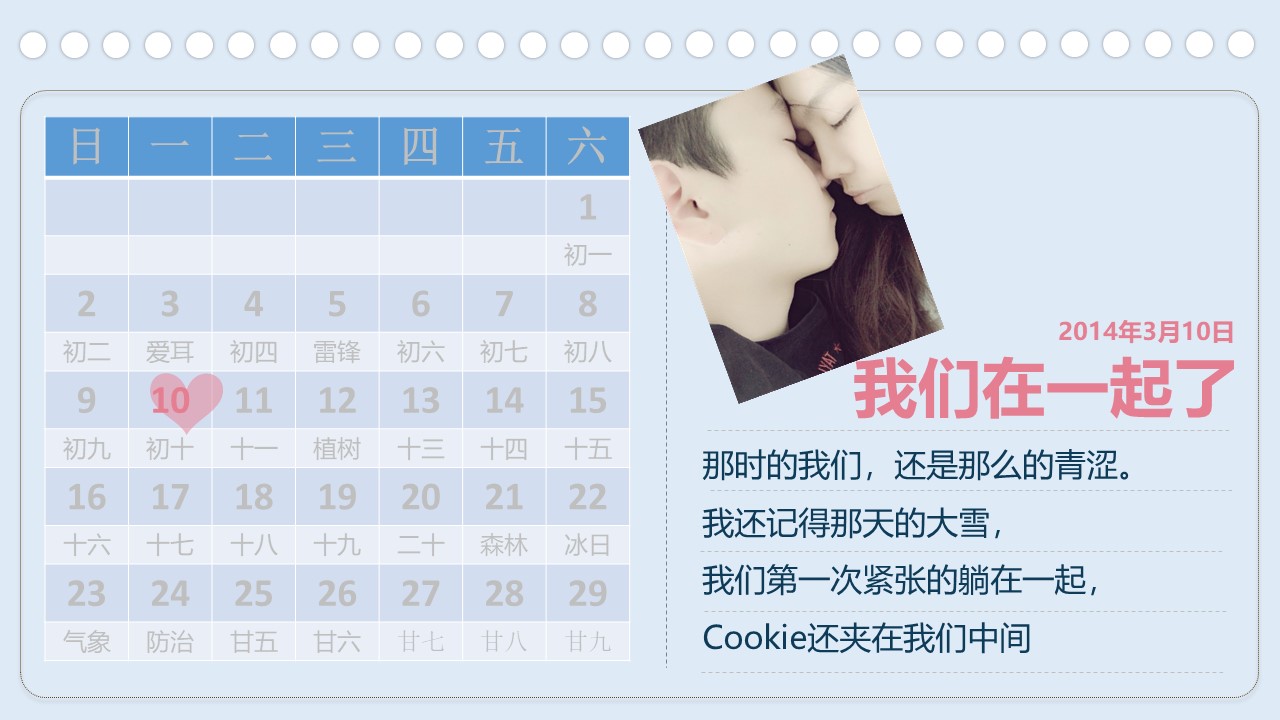 日 一 二 三 四 五 六
1
初一
2 3 4 5 6 7 8
初二 爱耳 初四 雷锋 初六 初七 初八
9 10 11 12 13 14 15
初九 初十 十一 植树 十三 十四 十五
16 17 18 19 20 21 22
十六 十七 十八 十九 二十 森林 冰日
23 24 25 26 27 28 29
气象 防治 甘五 甘六 廿七 廿八 廿九
2014年3月10日
我们在一起了
那时的我们，还是那么的青涩。
我还记得那天的大雪，
我们第一次紧张的躺在一起，
Cookie还夹在我们中间